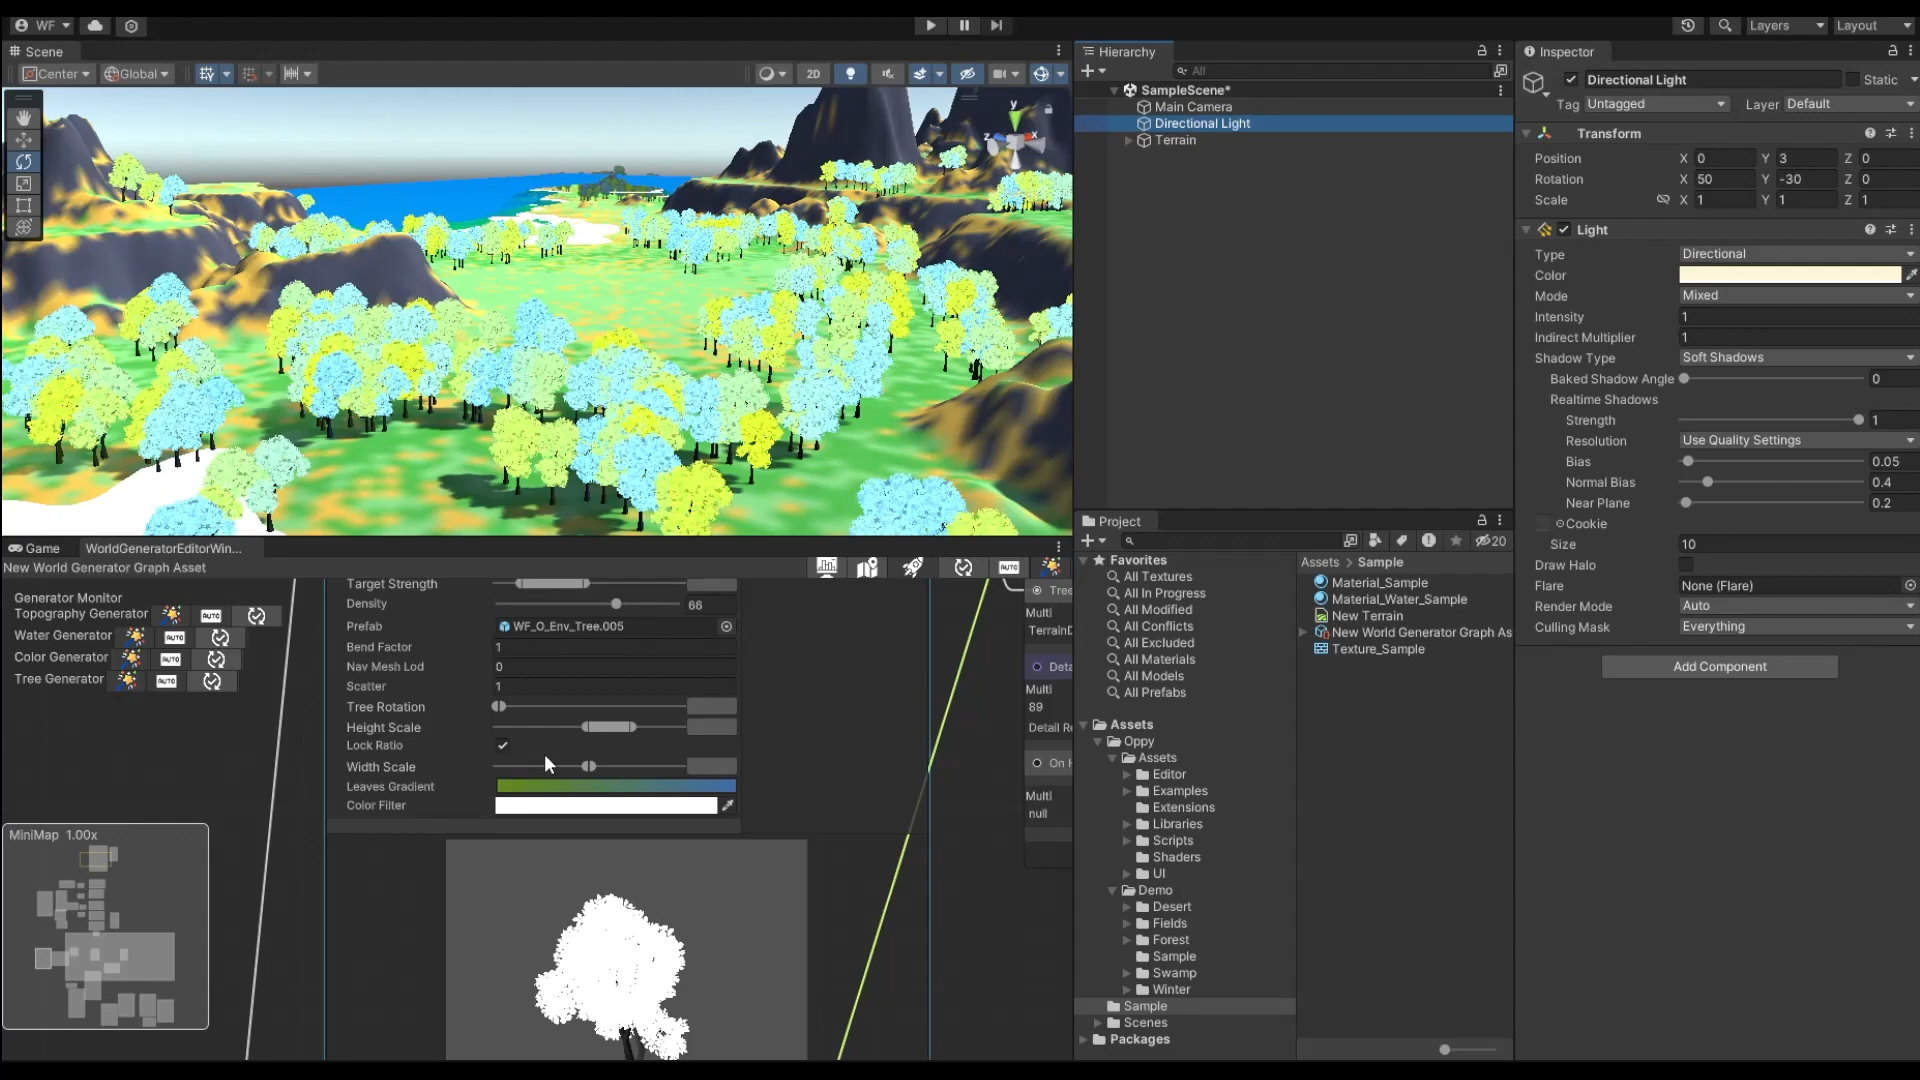 WF
Layers
Layout
Scene
Center
Global
2D
y
z
x
Game
WorldGeneratorEditorWin...
New World Generator Graph Asset
AUTO
Generator Monitor
Topography Generator
AUTO
Water Generator
AUTO
Color Generator
AUTO
Tree Generator
AUTO
Target Strength
Density
66
Prefab
WF_O_Env_Tree.005
Bend Factor
1
Nav Mesh Lod
0
Scatter
1
Tree Rotation
Height Scale
Lock Ratio
Width Scale
Leaves Gradient
Color Filter
Tree
Multi
TerrainD
Deta
Multi
89
Detail Re
On H
Multi
null
MiniMap 1.00x
Hierarchy
All
SampleScene*
Main Camera
Directional Light
Terrain
Project
20
Favorites
All Textures
All In Progress
All Modified
All Conflicts
All Excluded
All Materials
All Models
All Prefabs
Assets
Oppy
Assets
Editor
Examples
Extensions
Libraries
Scripts
Shaders
UI
Demo
Desert
Fields
Forest
Sample
Swamp
Winter
Sample
Scenes
Packages
Assets > Sample
Material_Sample
Material_Water_Sample
New Terrain
New World Generator Graph As
Texture_Sample
Inspector
Directional Light
Static
Tag Untagged
Layer Default
Transform
Position X 0 Y 3 Z 0
Rotation X 50 Y -30 Z 0
Scale X 1 Y 1 Z 1
Light
Type Directional
Color
Mode Mixed
Intensity 1
Indirect Multiplier 1
Shadow Type Soft Shadows
Baked Shadow Angle 0
Realtime Shadows
Strength 1
Resolution Use Quality Settings
Bias 0.05
Normal Bias 0.4
Near Plane 0.2
Cookie
Size 10
Draw Halo
Flare None (Flare)
Render Mode Auto
Culling Mask Everything
Add Component